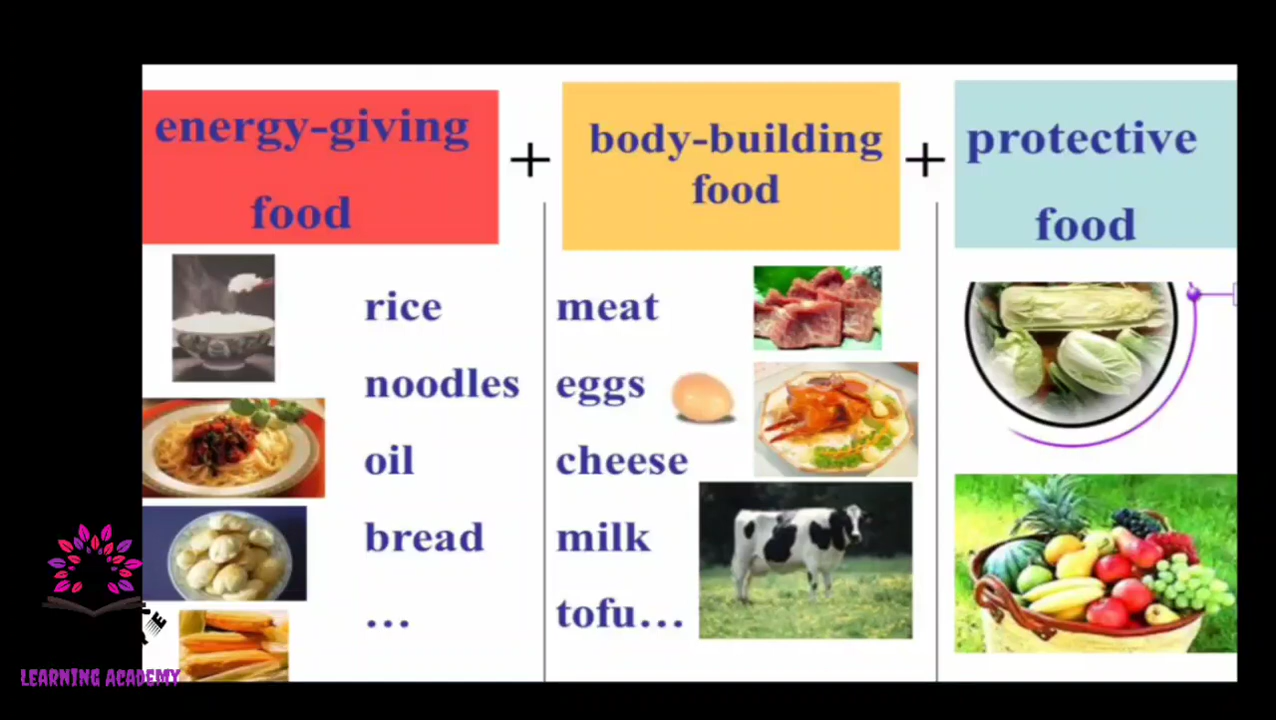 energy-giving
food
+
body-building
food
+
protective
food
rice
noodles
oil
bread
…
meat
eggs
cheese
milk
tofu…
LEARNING ACADEMY